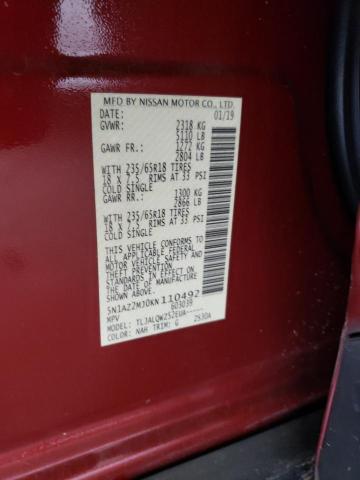 MFD BY NISSAN MOTOR CO., LTD.
DATE: 01/19
GVWR: 2318 KG
5110 LB
GAWR FR.: 1272 KG
2804 LB
WITH 235/65R18 TIRES
18 X 7.5 RIMS AT 33 PSI
COLD SINGLE
GAWR RR.: 1300 KG
2866 LB
WITH 235/65R18 TIRES
18 X 7.5 RIMS AT 33 PSI
COLD SINGLE
THIS VEHICLE CONFORMS
TO ALL APPLICABLE FEDERAL
MOTOR VEHICLE SAFETY AND
THEFT PREVENTION STANDARDS
IN EFFECT ON THE DATE OF
MANUFACTURE SHOWN ABOVE.
5N1AZ2MJ0KN110492
MPV 603039
MODEL: TLJALQWZS2EUA-----
COLOR: NAH TRIM: G ZS30A